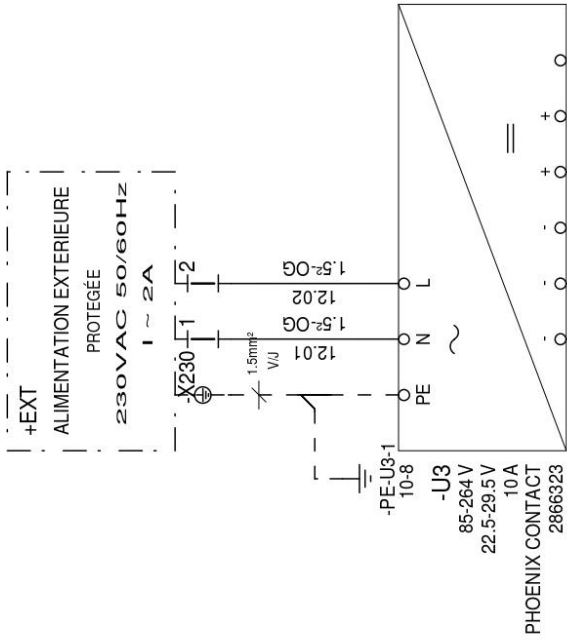 +EXT
ALIMENTATION EXTERIEURE
PROTEGÉE
230VAC 50/60Hz
I ~ 2A
-X230
1
2
1.5mm²
V/J
12.01
1.5²-OG
12.02
1.5²-OG
PE
N
L
-PE-U3-1
10-8
-U3
85-264 V
22.5-29.5 V
10 A
PHOENIX CONTACT
2866323
-
-
-
+
+